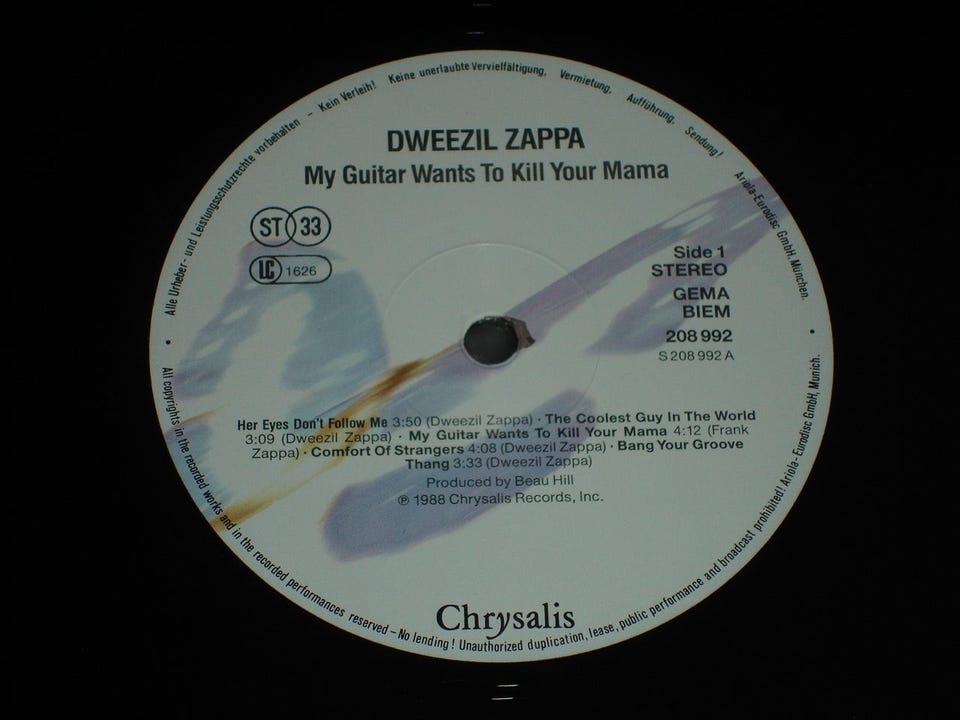 Alle Urheber- und Leistungsschutzrechte vorbehalten – Kein Verleih! Keine unerlaubte Vervielfältigung, Vermietung, Aufführung, Sendung!
Ariola-Eurodisc GmbH. München.
DWEEZIL ZAPPA
My Guitar Wants To Kill Your Mama
ST 33
LC 1626
Side 1
STEREO
GEMA
BIEM
208 992
S 208 992 A
Her Eyes Don't Follow Me 3:50 (Dweezil Zappa) · The Coolest Guy In The World
3:09 (Dweezil Zappa) · My Guitar Wants To Kill Your Mama 4:12 (Frank
Zappa) · Comfort Of Strangers 4:08 (Dweezil Zappa) · Bang Your Groove
Thang 3:33 (Dweezil Zappa)
Produced by Beau Hill
℗ 1988 Chrysalis Records, Inc.
Chrysalis
All copyrights in the recorded works and in the recorded performances reserved – No lending! Unauthorized duplication, lease, public performance and broadcast prohibited! Ariola-Eurodisc GmbH, Munich.